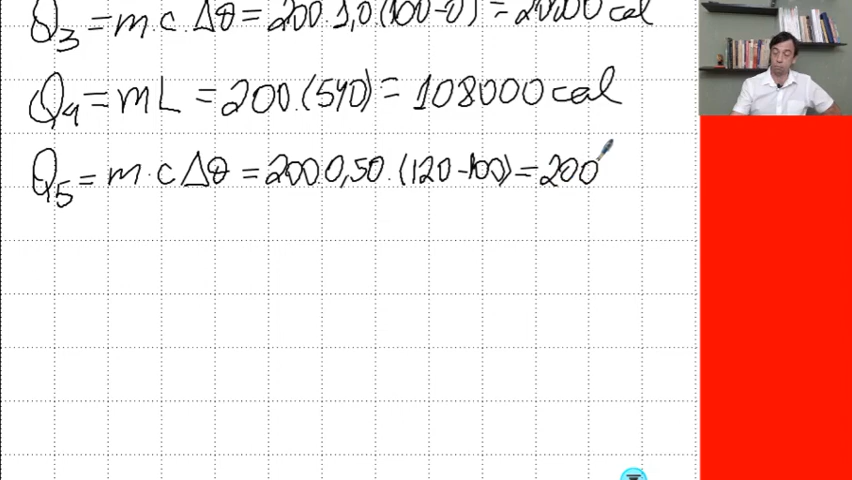 Q3 = m.c.Δθ = 200.1,0(100-0) = 20000 cal
Q4 = mL = 200.(540) = 108000 cal
Q5 = m.cΔθ = 200.0,50.(120-100) = 200